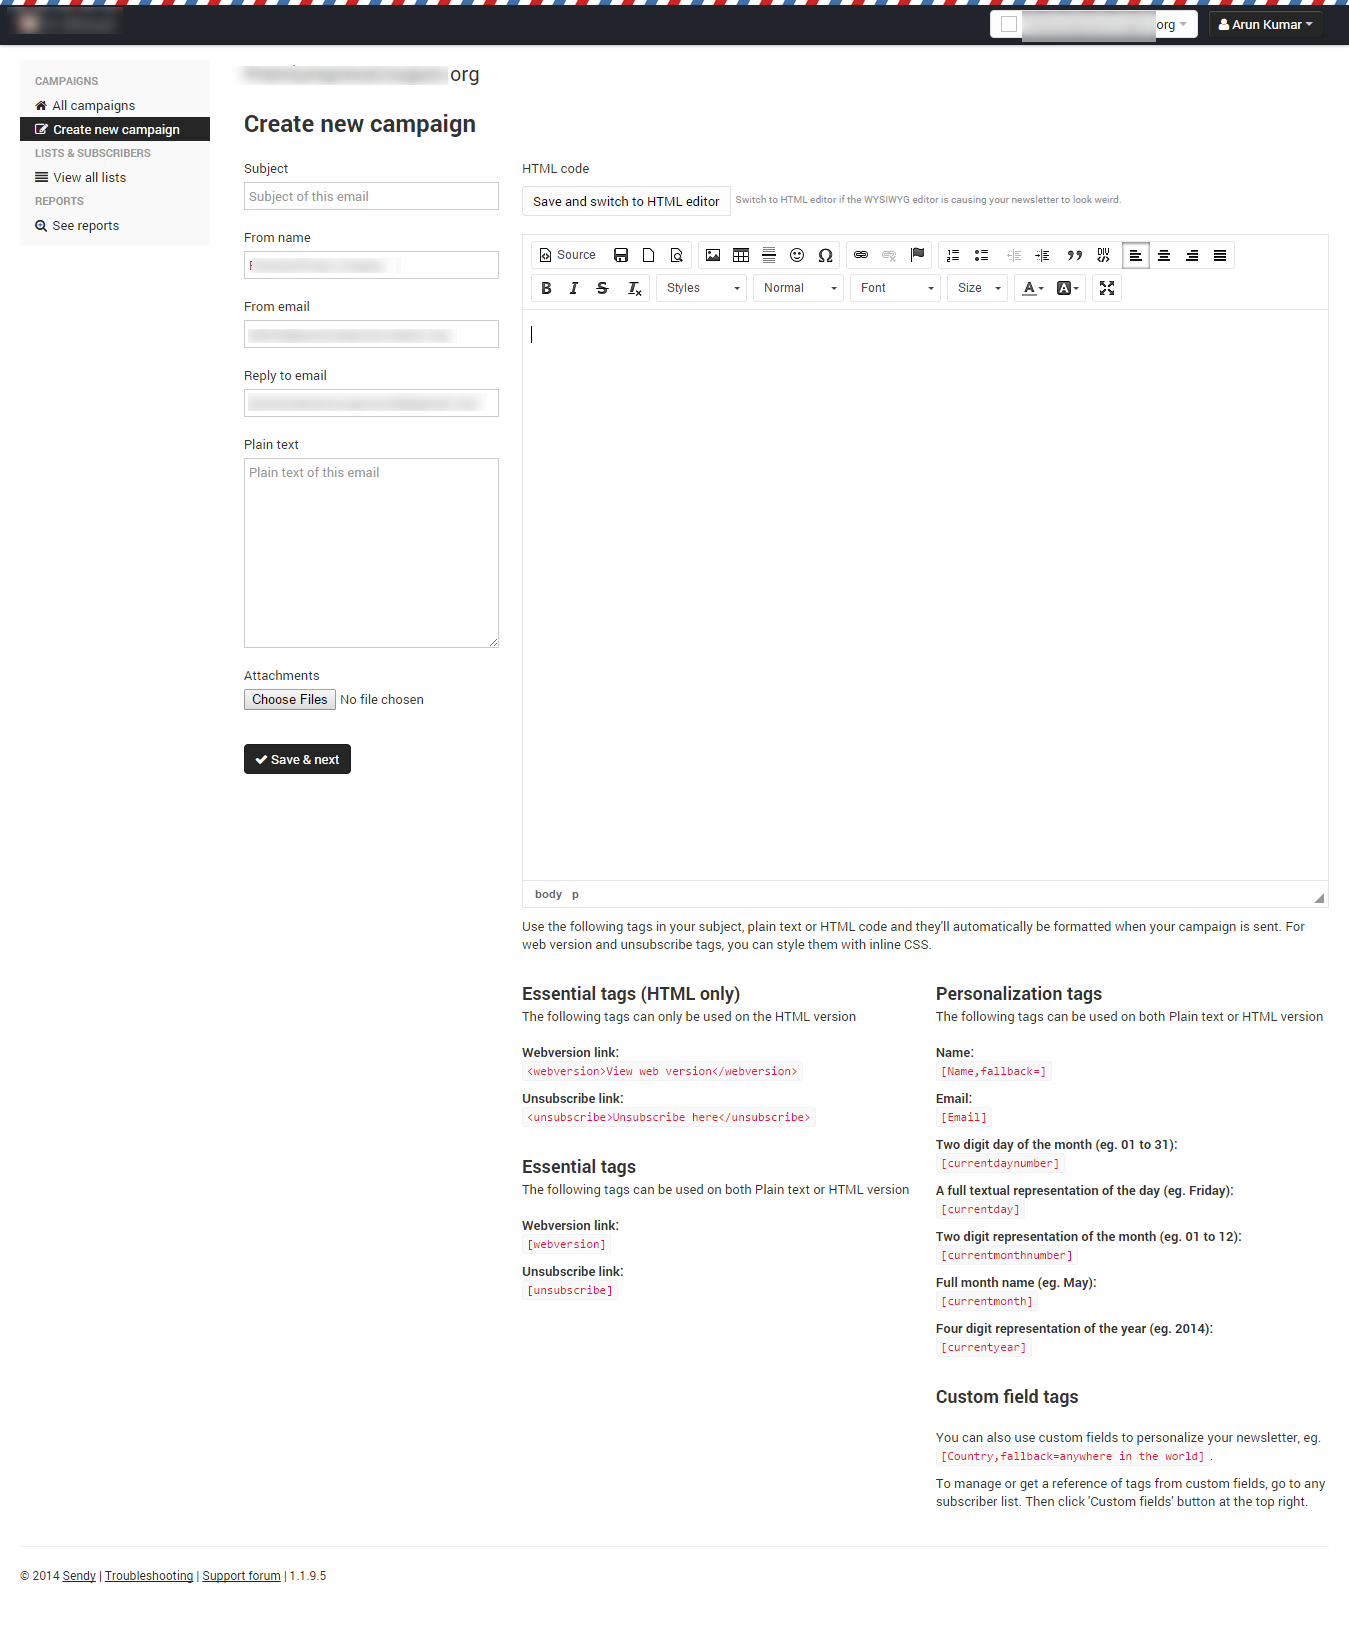 org
Arun Kumar
CAMPAIGNS
All campaigns
Create new campaign
LISTS & SUBSCRIBERS
View all lists
REPORTS
See reports
org
Create new campaign
Subject
Subject of this email
From name
From email
Reply to email
Plain text
Plain text of this email
Attachments
Choose Files No file chosen
Save & next
HTML code
Save and switch to HTML editor Switch to HTML editor if the WYSIWYG editor is causing your newsletter to look weird.
Source
Styles Normal Font Size
body p
Use the following tags in your subject, plain text or HTML code and they'll automatically be formatted when your campaign is sent. For
web version and unsubscribe tags, you can style them with inline CSS.
Essential tags (HTML only)
The following tags can only be used on the HTML version
Webversion link:
<webversion>View web version</webversion>
Unsubscribe link:
<unsubscribe>Unsubscribe here</unsubscribe>
Essential tags
The following tags can be used on both Plain text or HTML version
Webversion link:
[webversion]
Unsubscribe link:
[unsubscribe]
Personalization tags
The following tags can be used on both Plain text or HTML version
Name:
[Name,fallback=]
Email:
[Email]
Two digit day of the month (eg. 01 to 31):
[currentdaynumber]
A full textual representation of the day (eg. Friday):
[currentday]
Two digit representation of the month (eg. 01 to 12):
[currentmonthnumber]
Full month name (eg. May):
[currentmonth]
Four digit representation of the year (eg. 2014):
[currentyear]
Custom field tags
You can also use custom fields to personalize your newsletter, eg.
[Country,fallback=anywhere in the world] .
To manage or get a reference of tags from custom fields, go to any
subscriber list. Then click 'Custom fields' button at the top right.
© 2014 Sendy | Troubleshooting | Support forum | 1.1.9.5